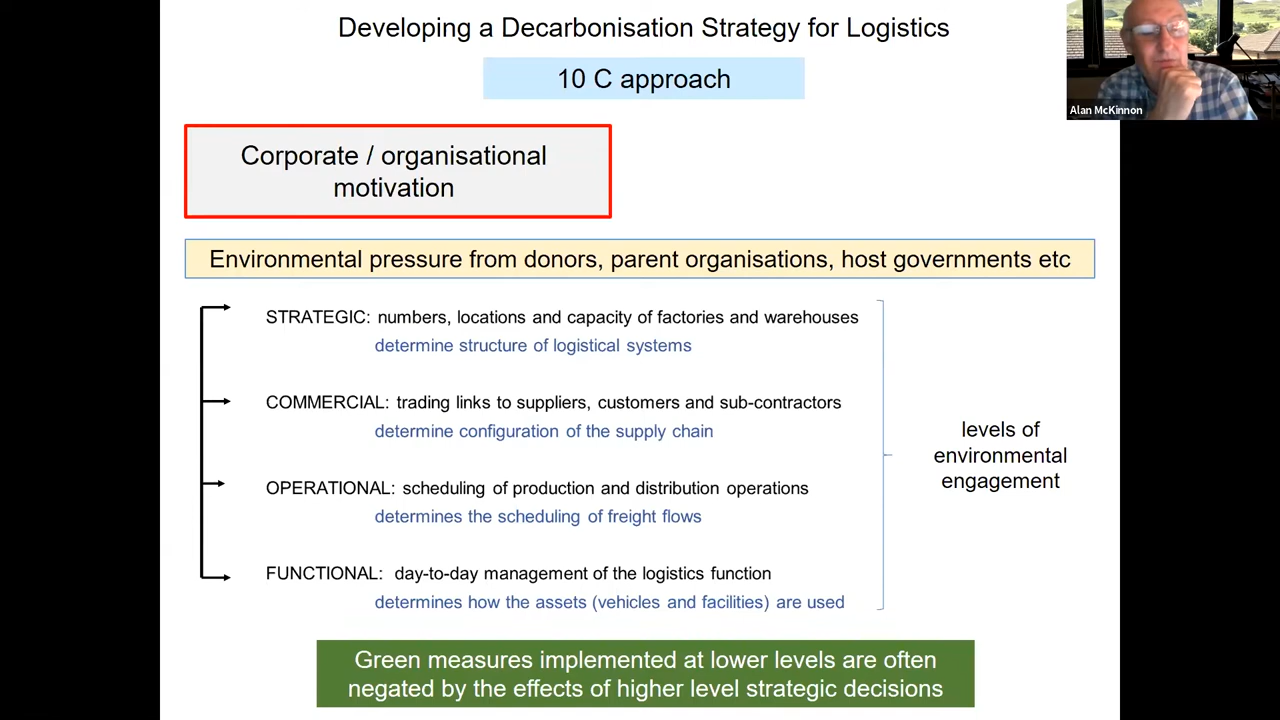 Developing a Decarbonisation Strategy for Logistics
10 C approach
Alan McKinnon
Corporate / organisational
motivation
Environmental pressure from donors, parent organisations, host governments etc
STRATEGIC: numbers, locations and capacity of factories and warehouses
determine structure of logistical systems
COMMERCIAL: trading links to suppliers, customers and sub-contractors
determine configuration of the supply chain
OPERATIONAL: scheduling of production and distribution operations
determines the scheduling of freight flows
FUNCTIONAL: day-to-day management of the logistics function
determines how the assets (vehicles and facilities) are used
levels of
environmental
engagement
Green measures implemented at lower levels are often
negated by the effects of higher level strategic decisions